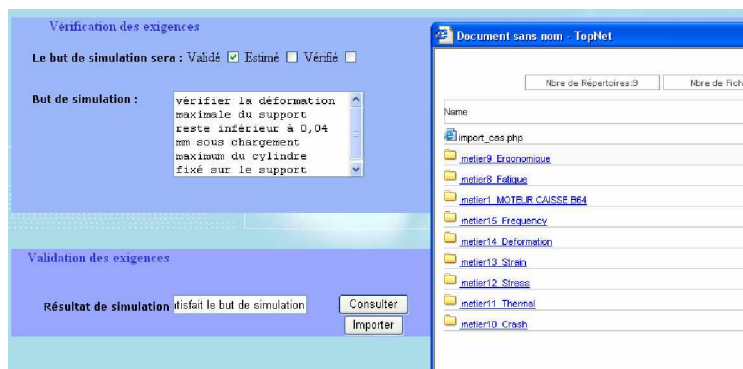 Vérification des exigences
Le but de simulation sera : Validé Estimé Vérifié
But de simulation :
vérifier la déformation
maximale du support
reste inférieur à 0,04
mm sous chargement
maximum du cylindre
fixé sur le support
Validation des exigences
Résultat de simulation
tisfait le but de simulation
Consulter
Importer
Document sans nom - TopNet
Nbre de Répertoires:9
Nbre de Fich
Name
import_cas.php
metier9_Ergonomique
metier8_Fatigue
metier1_MOTEUR CAISSE B64
metier15_Frequency
metier14_Deformation
metier13_Strain
metier12_Stress
metier11_Thermal
metier10_Crash